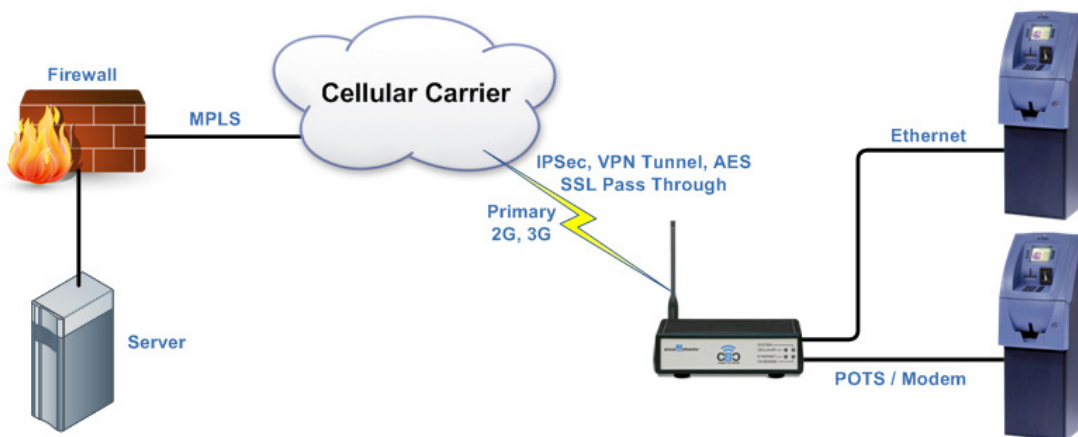 Firewall
MPLS
Cellular Carrier
IPSec, VPN Tunnel, AES
SSL Pass Through
Primary
2G, 3G
Ethernet
Server
POTS / Modem